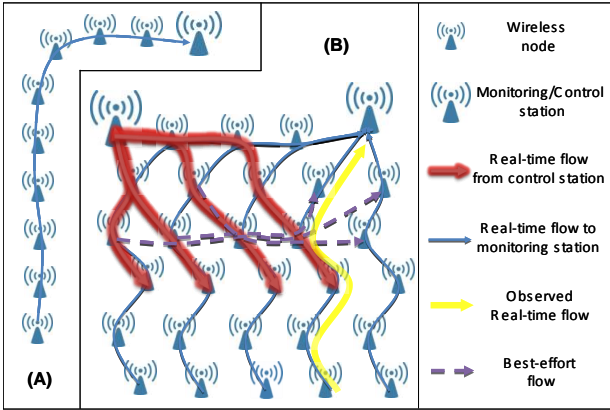 (A)
(B)
Wireless
node
Monitoring/Control
station
Real-time flow
from control station
Real-time flow to
monitoring station
Observed
Real-time flow
Best-effort
flow